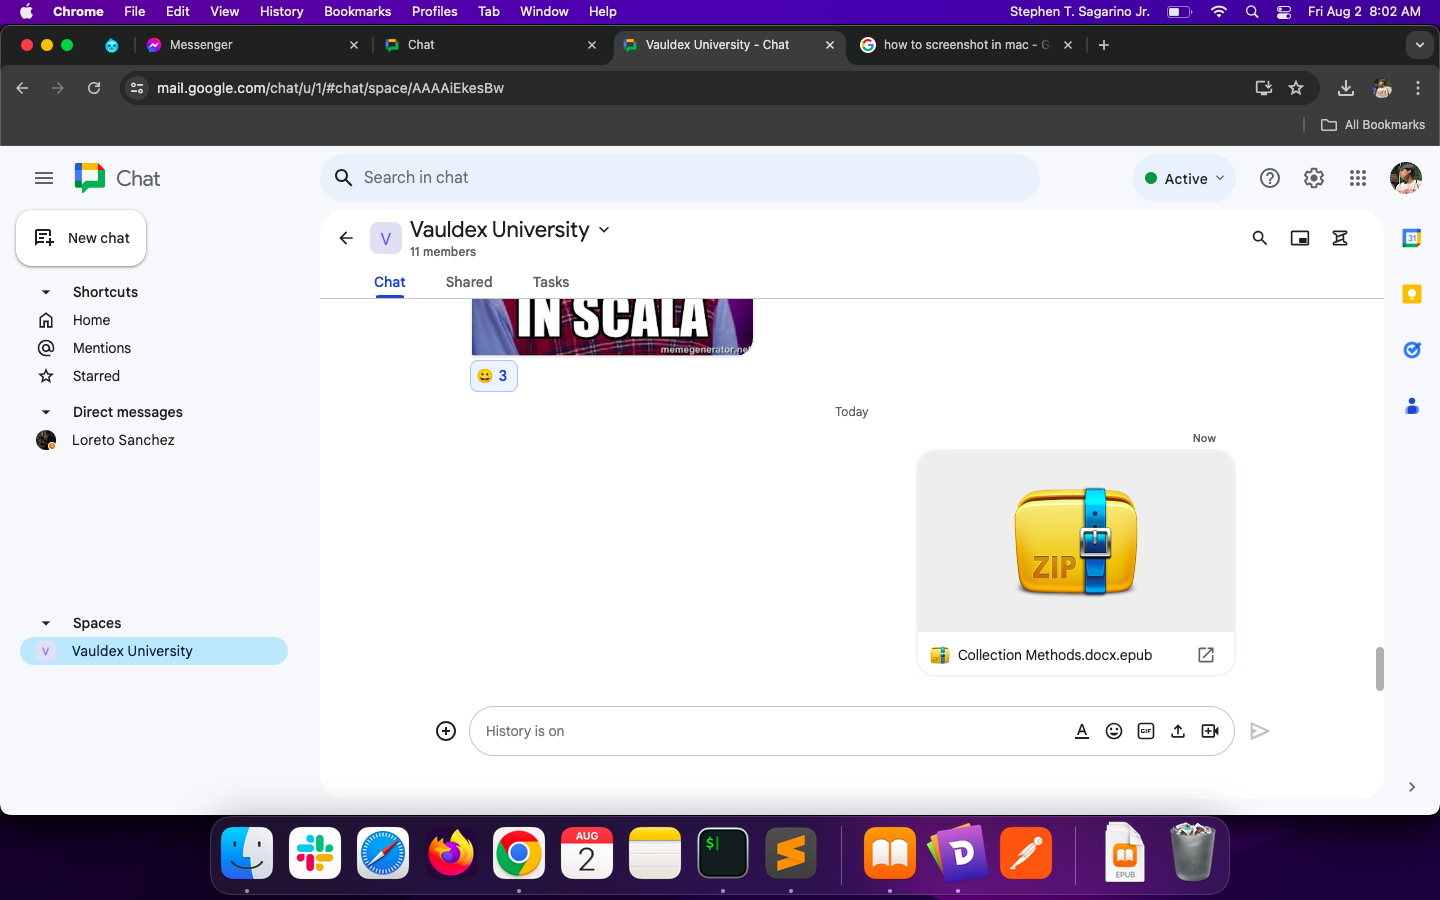 Chrome File Edit View History Bookmarks Profiles Tab Window Help Stephen T. Sagarino Jr. Fri Aug 2 8:02 AM
Messenger Chat Vauldex University - Chat how to screenshot in mac - G
mail.google.com/chat/u/1/#chat/space/AAAAiEkesBw
All Bookmarks
Chat
Search in chat
Active
New chat
Vauldex University
V
11 members
31
Chat Shared Tasks
Shortcuts
Home
Mentions
Starred
Direct messages
Loreto Sanchez
Spaces
V Vauldex University
IN SCALA
memegenerator.net
3
Today
Now
ZIP
Collection Methods.docx.epub
History is on
A GIF
AUG
2
$
EPUB